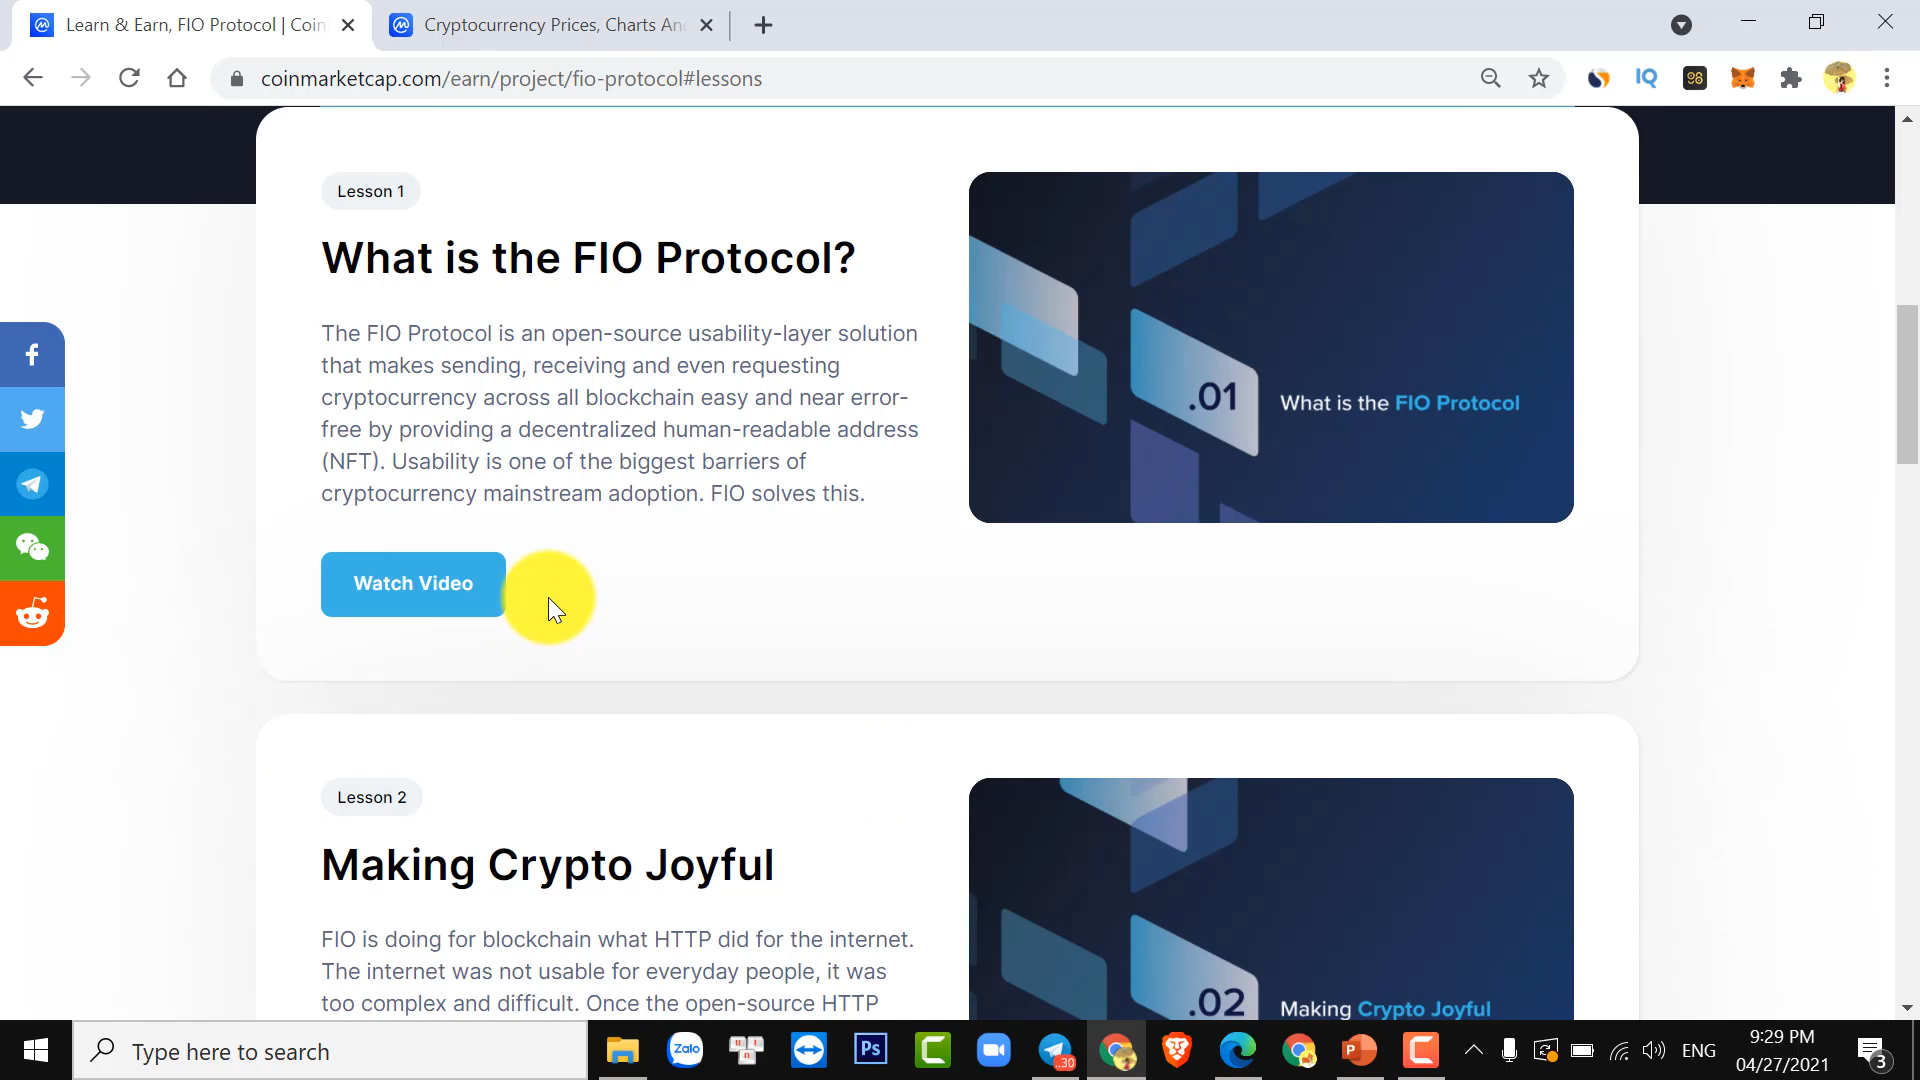 Learn & Earn, FIO Protocol | Coin
Cryptocurrency Prices, Charts An
coinmarketcap.com/earn/project/fio-protocol#lessons
IQ
Lesson 1
What is the FIO Protocol?
The FIO Protocol is an open-source usability-layer solution
that makes sending, receiving and even requesting
cryptocurrency across all blockchain easy and near error-
free by providing a decentralized human-readable address
(NFT). Usability is one of the biggest barriers of
cryptocurrency mainstream adoption. FIO solves this.
Watch Video
.01
What is the FIO Protocol
Lesson 2
Making Crypto Joyful
FIO is doing for blockchain what HTTP did for the internet.
The internet was not usable for everyday people, it was
too complex and difficult. Once the open-source HTTP
.02
Making Crypto Joyful
Type here to search
Zalo
Ps
30
P
ENG
9:29 PM
04/27/2021
3